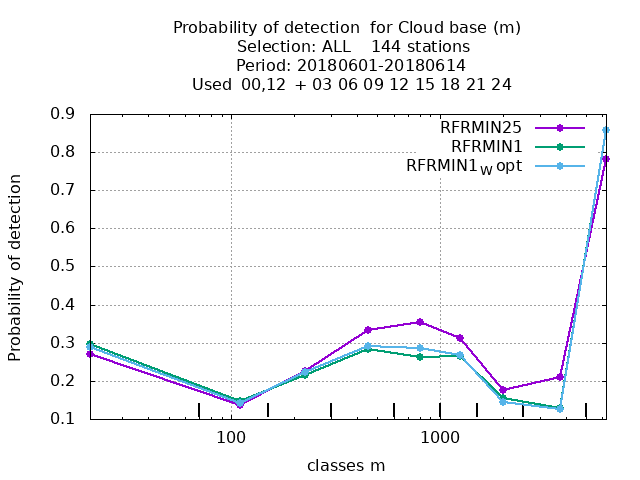 Probability of detection for Cloud base (m)
Selection: ALL 144 stations
Period: 20180601-20180614
Used 00,12 + 03 06 09 12 15 18 21 24
0.9
0.8
0.7
0.6
0.5
0.4
0.3
0.2
0.1
Probability of detection
RFRMIN25
RFRMIN1
RFRMIN1W opt
100 1000
classes m